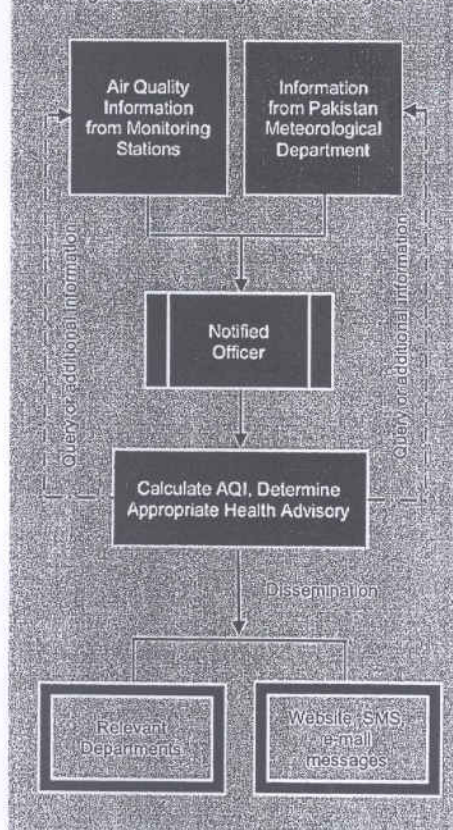 Air Quality
Information
from Monitoring
Stations
Information
from Pakistan
Meteorological
Department
Query or additional information
Query or additional information
Notified
Officer
Calculate AQI, Determine
Appropriate Health Advisory
Dissemination
Relevant
Departments
Website, SMS,
e-mail
messages